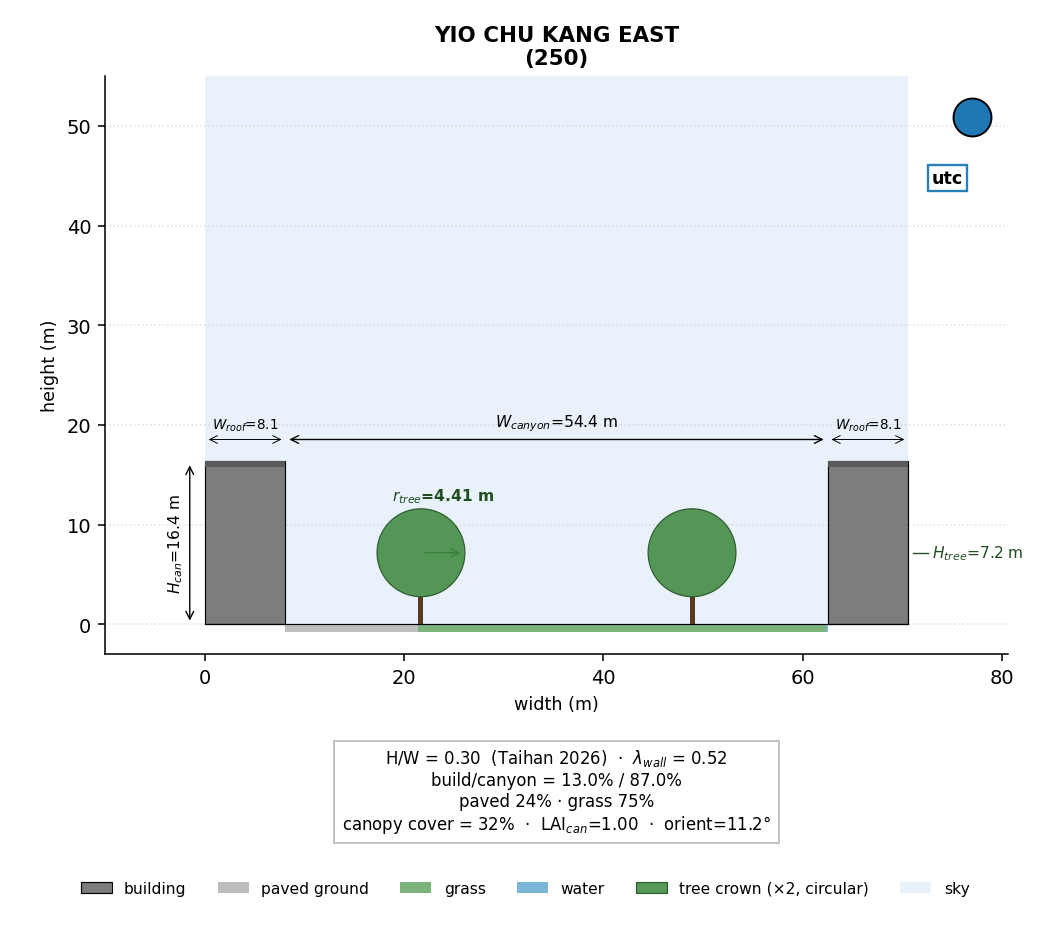 YIO CHU KANG EAST
(250)
50
40
30
20
10
0
height (m)
utc
W_roof=8.1
W_canyon=54.4 m
W_roof=8.1
H_can=16.4 m
r_tree=4.41 m
H_tree=7.2 m
0 20 40 60 80
width (m)
H/W = 0.30 (Taihan 2026) · λ_wall = 0.52
build/canyon = 13.0% / 87.0%
paved 24% · grass 75%
canopy cover = 32% · LAI_can=1.00 · orient=11.2°
building paved ground grass water tree crown (×2, circular) sky